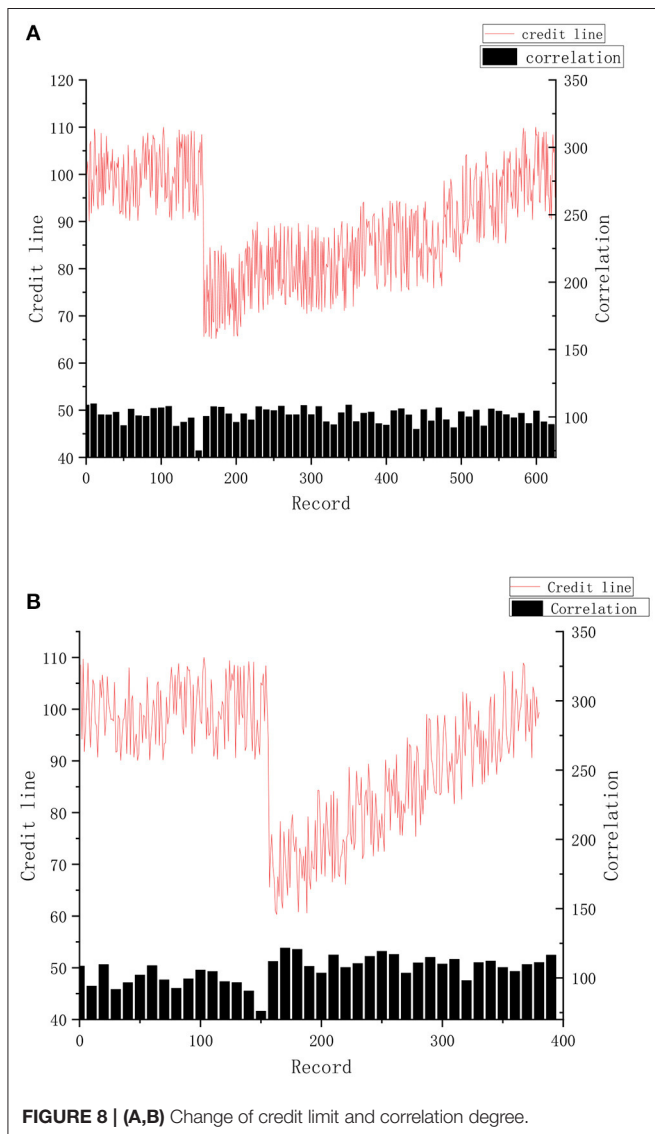 A
credit line
correlation
120
110
100
90
80
70
60
50
40
Credit line
350
300
250
200
150
100
Correlation
0 100 200 300 400 500 600
Record
B
Credit line
Correlation
110
100
90
80
70
60
50
40
Credit line
350
300
250
200
150
100
Correlation
0 100 200 300 400
Record
FIGURE 8 | (A,B) Change of credit limit and correlation degree.